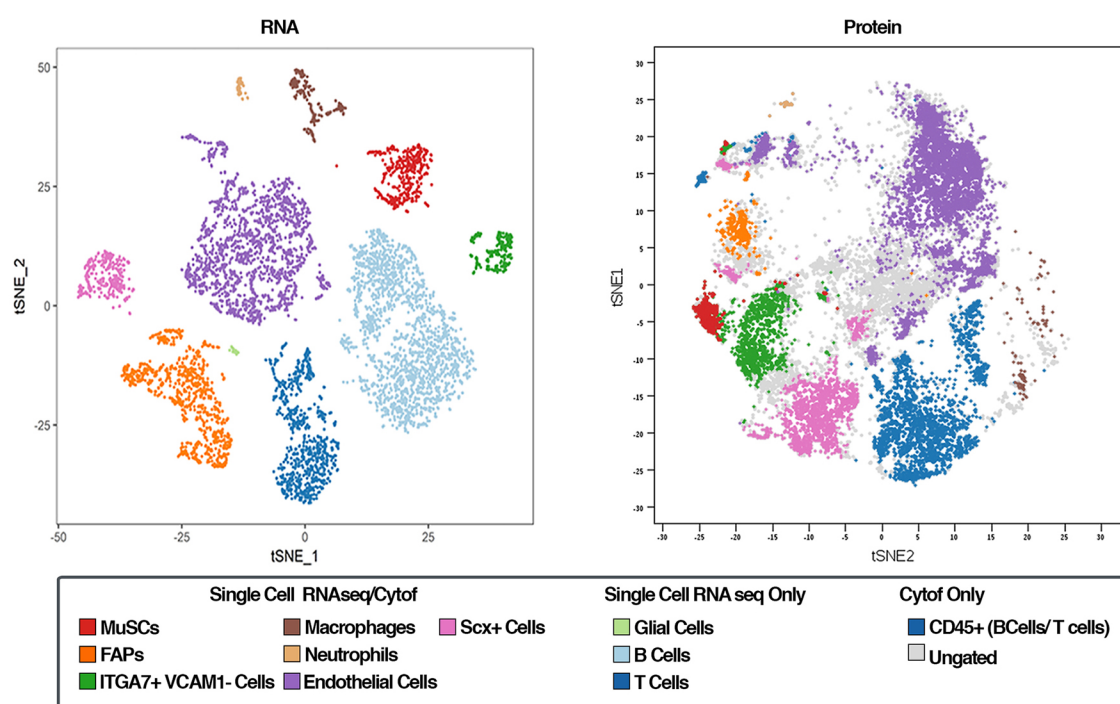 RNA
Protein
50
25
0
-25
tSNE_2
-50
-25
0
25
tSNE_1
30
25
20
15
10
5
0
-5
-10
-15
-20
-25
-30
tSNE1
-30
-25
-20
-15
-10
-5
0
5
10
15
20
25
30
tSNE2
Single Cell RNAseq/Cytof
Single Cell RNA seq Only
Cytof Only
MuSCs
Macrophages
Scx+ Cells
Glial Cells
CD45+ (BCells/ T cells)
FAPs
Neutrophils
B Cells
Ungated
ITGA7+ VCAM1- Cells
Endothelial Cells
T Cells